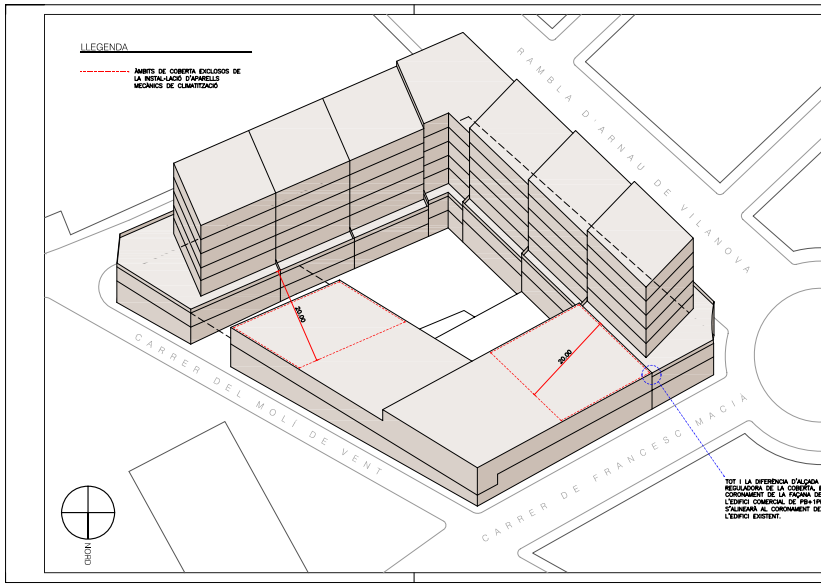 LLEGENDA
ÀMBITS DE COBERTA EXCLOSOS DE
LA INSTAL·LACIÓ D'APARELLS
MECÀNICS DE CLIMATITZACIÓ
RAMBLA D'ARNAU DE VILANOVA
20.00
20.00
CARRER DEL MOLÍ DE VENT
CARRER DE FRANCESC MACIÀ
TOT I LA DIFERÈNCIA D'ALÇADA
REGULADORA DE LA COBERTA,
CORONAMENT DE LA FAÇANA DE
L'EDIFICI COMERCIAL DE PB+1P
S'ALINEARÀ AL CORONAMENT DE
L'EDIFICI EXISTENT.
NORD